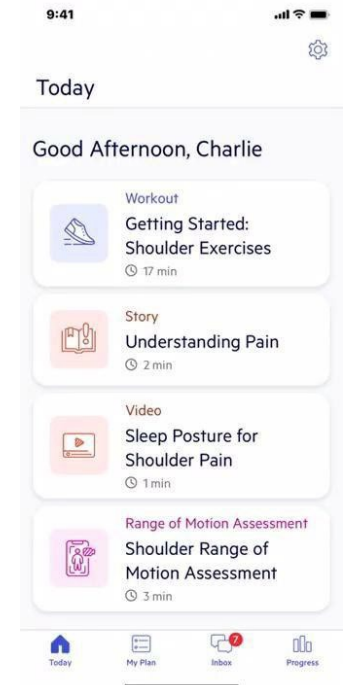 9:41
Today
Good Afternoon, Charlie
Workout
Getting Started:
Shoulder Exercises
17 min
Story
Understanding Pain
2 min
Video
Sleep Posture for
Shoulder Pain
1 min
Range of Motion Assessment
Shoulder Range of
Motion Assessment
3 min
7
Today
My Plan
Inbox
Progress